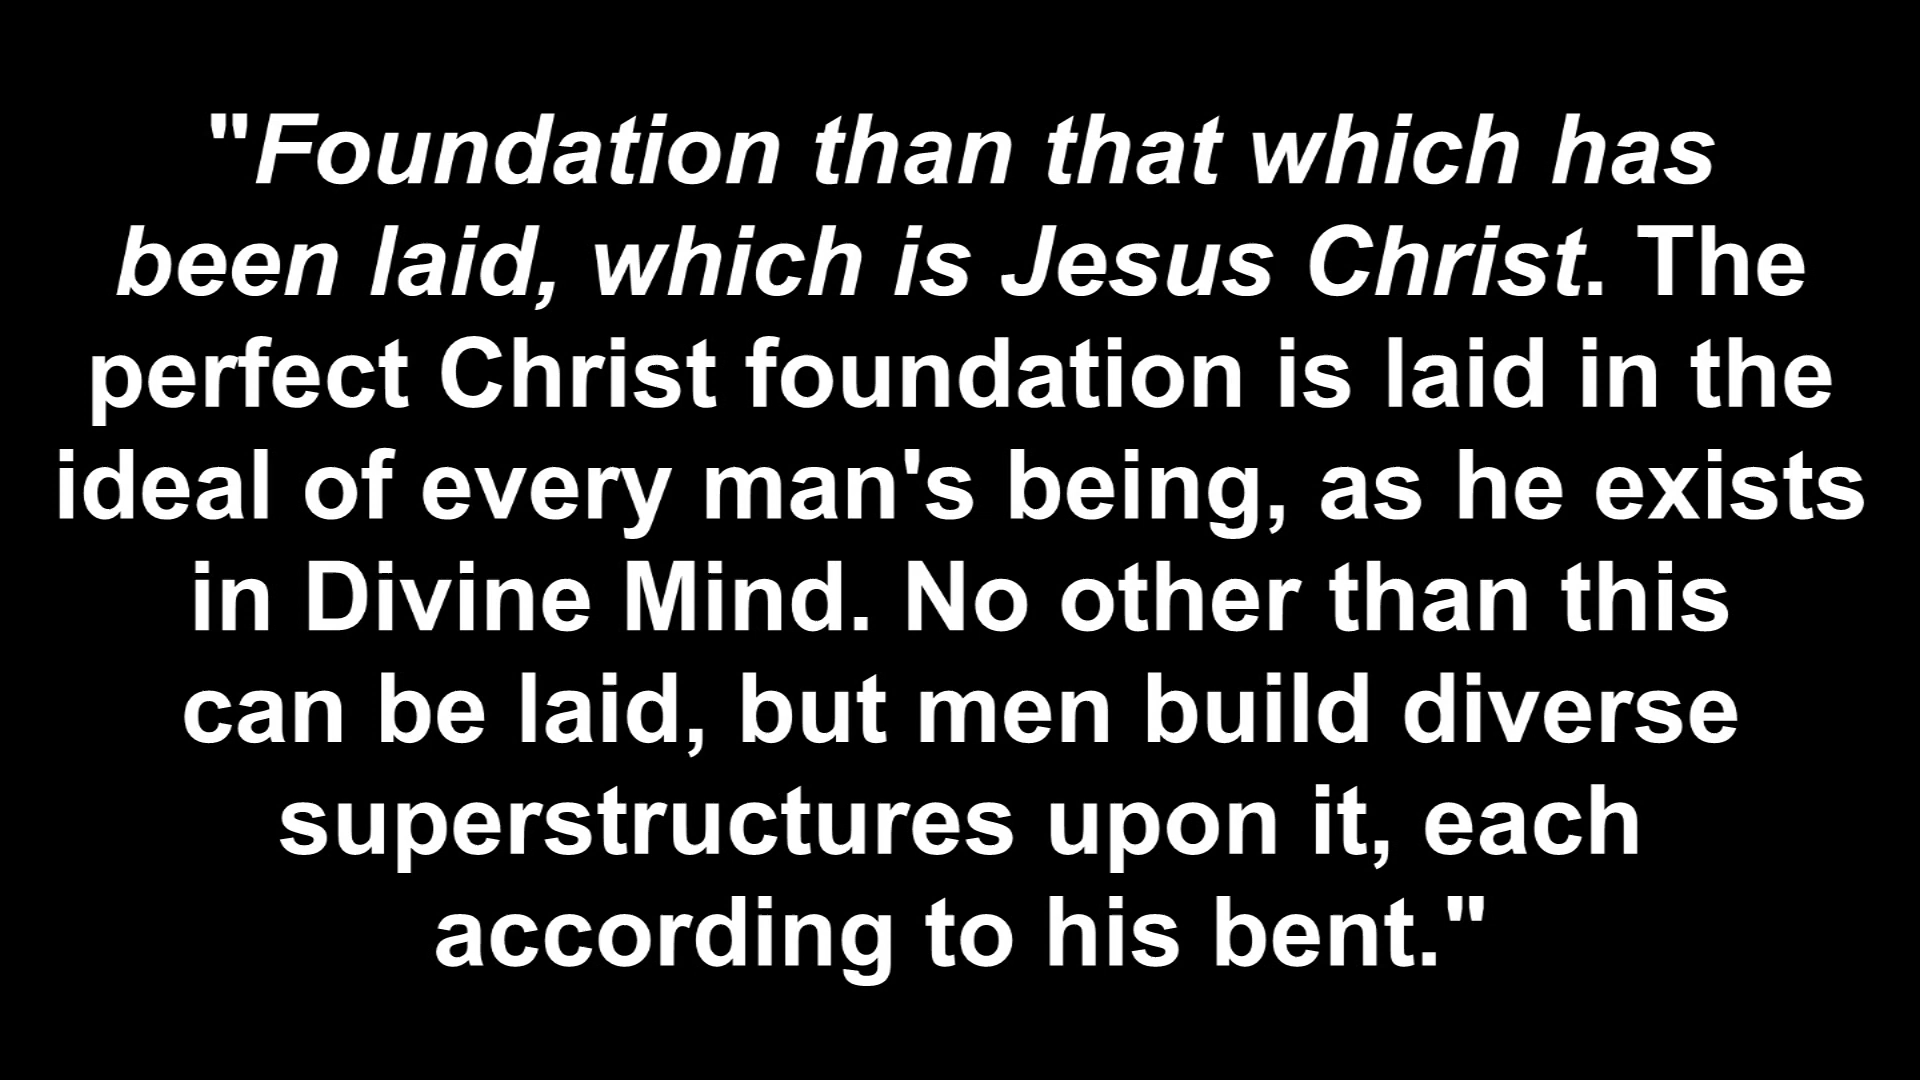 "Foundation than that which has
been laid, which is Jesus Christ. The
perfect Christ foundation is laid in the
ideal of every man's being, as he exists
in Divine Mind. No other than this
can be laid, but men build diverse
superstructures upon it, each
according to his bent."